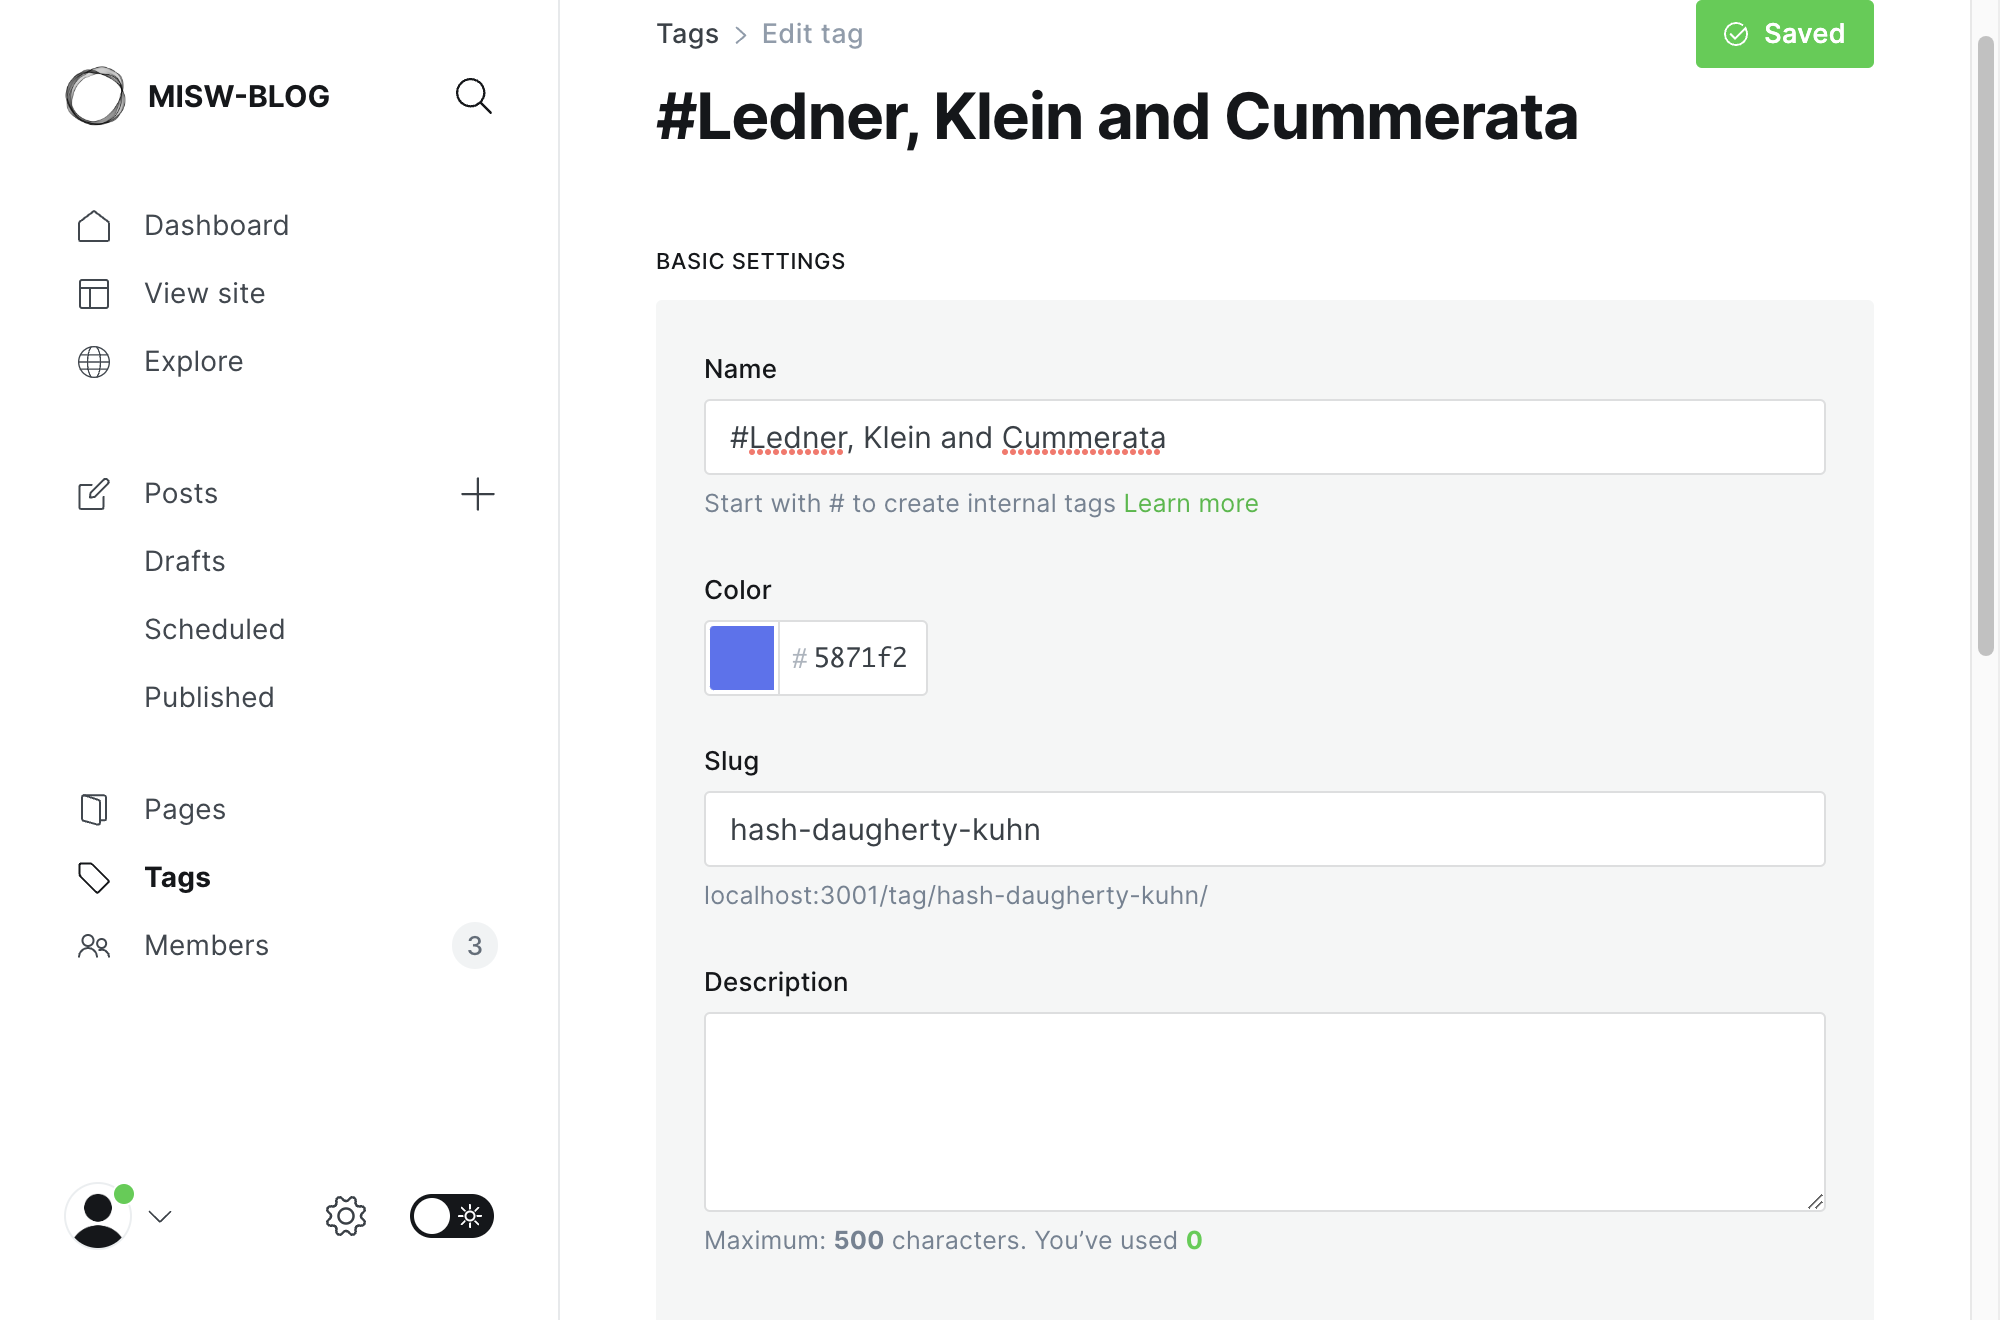 MISW-BLOG
Dashboard
View site
Explore
Posts
Drafts
Scheduled
Published
Pages
Tags
Members
3
Tags > Edit tag
Saved
#Ledner, Klein and Cummerata
BASIC SETTINGS
Name
#Ledner, Klein and Cummerata
Start with # to create internal tags Learn more
Color
# 5871f2
Slug
hash-daugherty-kuhn
localhost:3001/tag/hash-daugherty-kuhn/
Description
Maximum: 500 characters. You’ve used 0